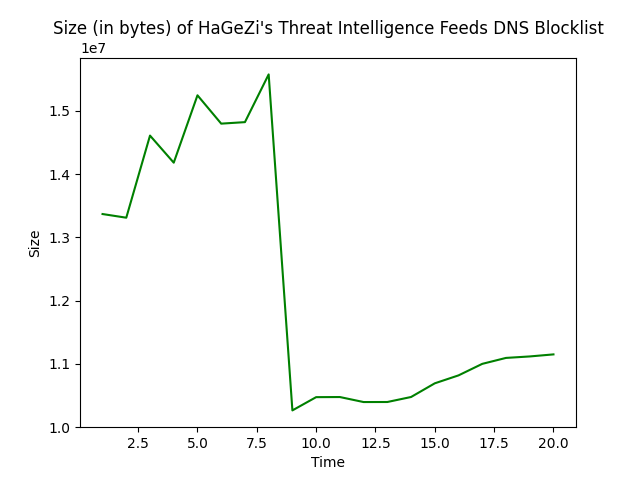 Size (in bytes) of HaGeZi's Threat Intelligence Feeds DNS Blocklist
1e7
1.5
1.4
1.3
1.2
1.1
1.0
Size
2.5 5.0 7.5 10.0 12.5 15.0 17.5 20.0
Time